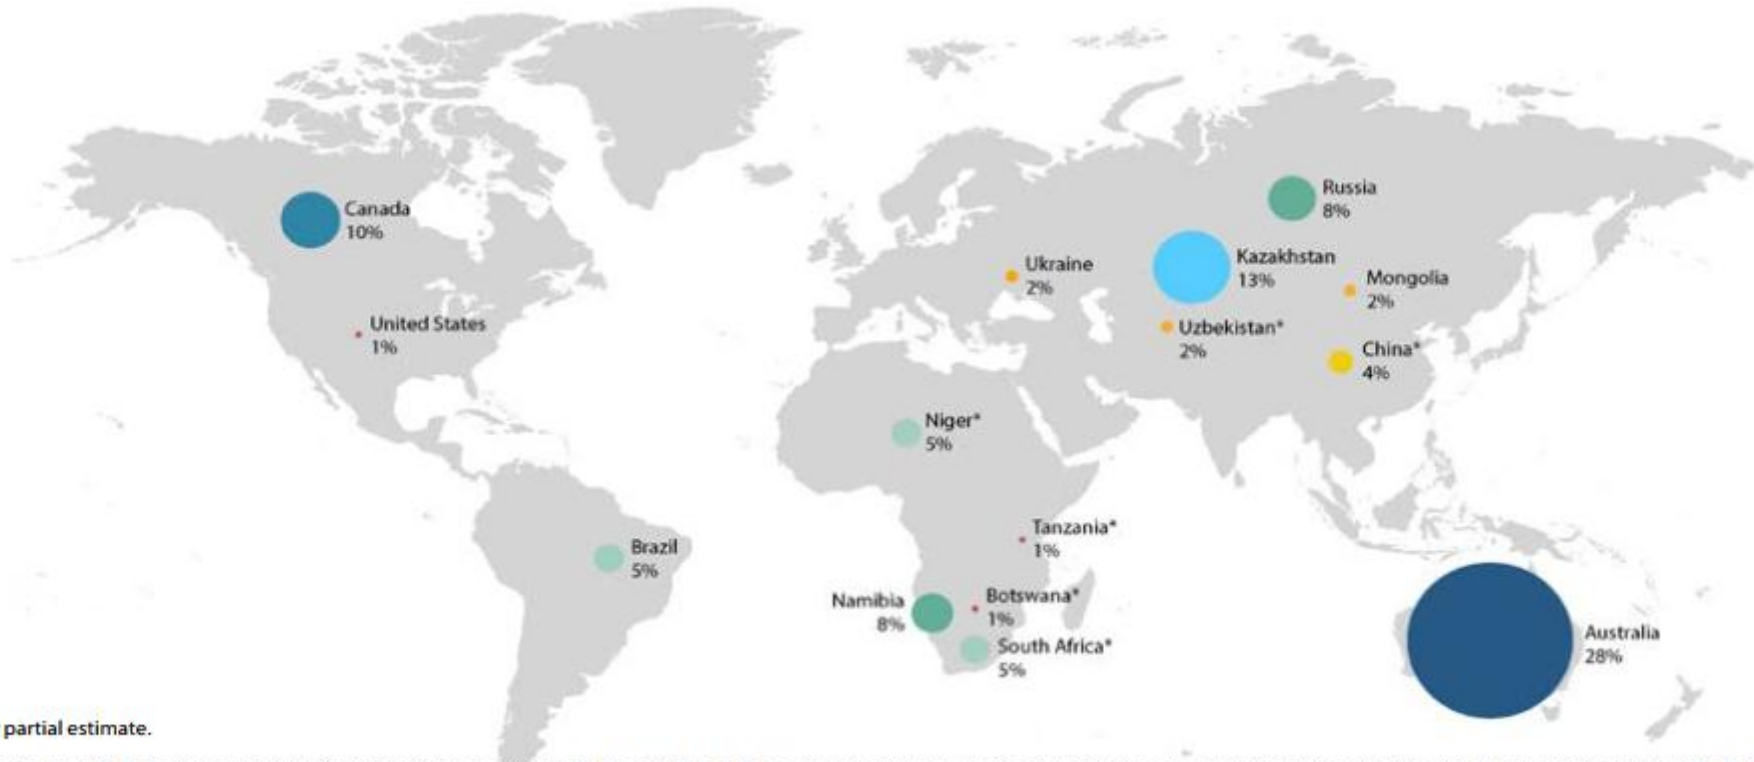 Canada
10%
United States
1%
Brazil
5%
Ukraine
2%
Russia
8%
Kazakhstan
13%
Mongolia
2%
Uzbekistan*
2%
China*
4%
Niger*
5%
Tanzania*
1%
Namibia
8%
Botswana*
1%
South Africa*
5%
Australia
28%
partial estimate.